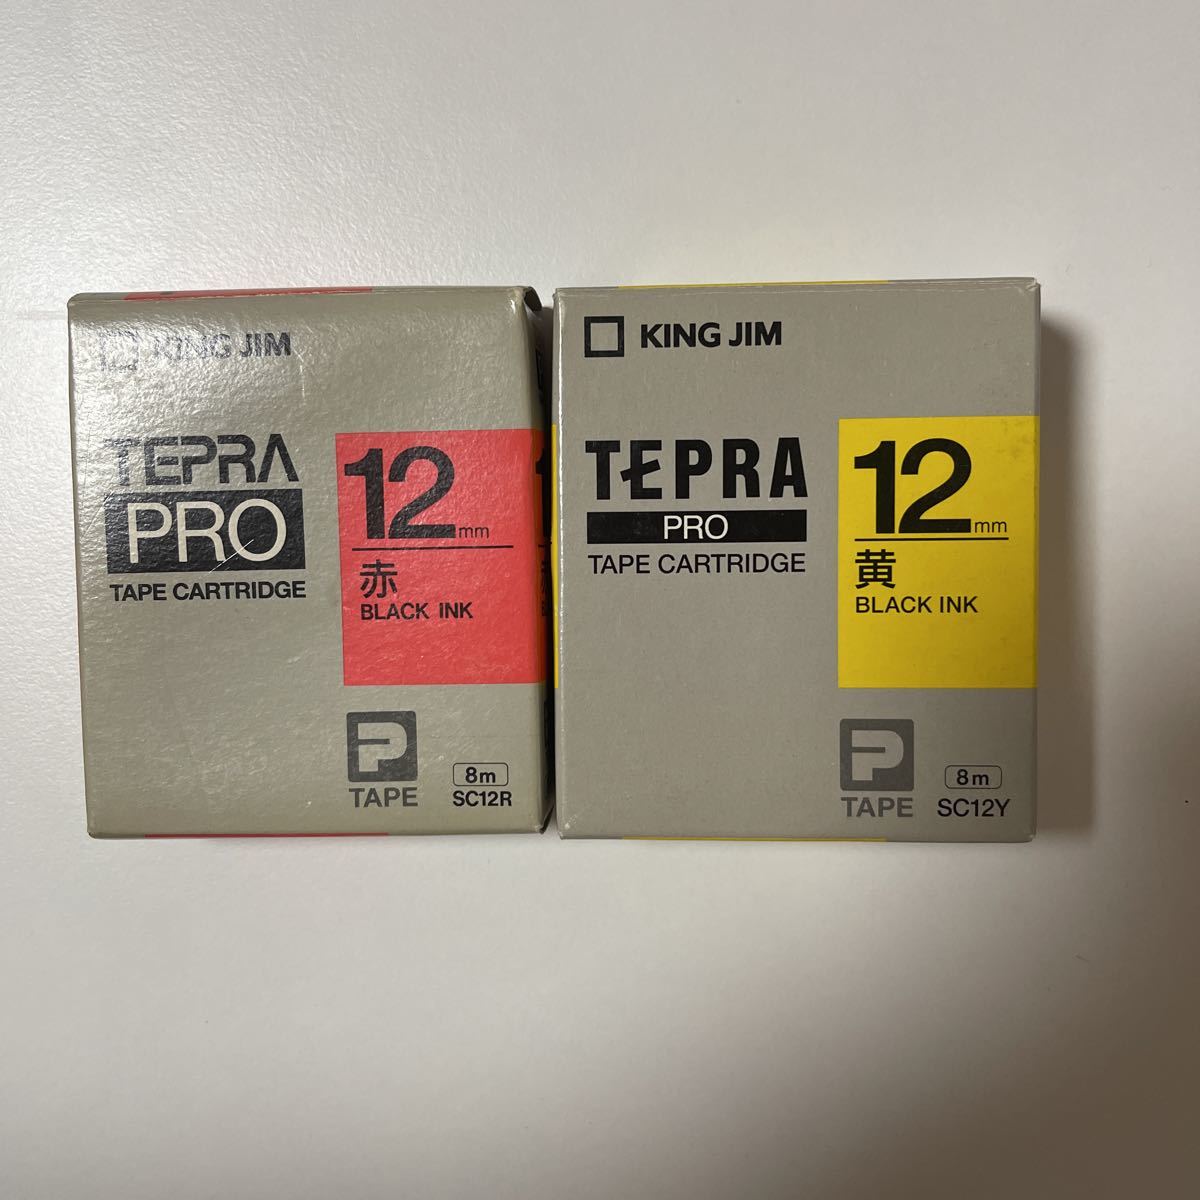 KING JIM
TEPRA
PRO
TAPE CARTRIDGE
12mm
赤
BLACK INK
TAPE
8m
SC12R
KING JIM
TEPRA
PRO
TAPE CARTRIDGE
12mm
黄
BLACK INK
TAPE
8m
SC12Y